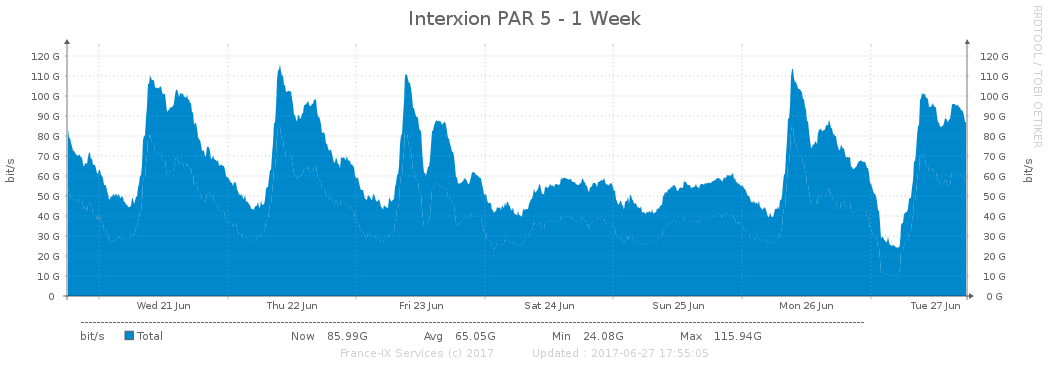 Interxion PAR 5 - 1 Week
RRDTOOL / TOBI OETIKER
bit/s
120 G 120 G
110 G 110 G
100 G 100 G
90 G 90 G
80 G 80 G
70 G 70 G
60 G 60 G
50 G 50 G
40 G 40 G
30 G 30 G
20 G 20 G
10 G 10 G
0 0 G
bit/s
Wed 21 Jun Thu 22 Jun Fri 23 Jun Sat 24 Jun Sun 25 Jun Mon 26 Jun Tue 27 Jun
bit/s Total Now 85.99G Avg 65.05G Min 24.08G Max 115.94G
France-IX Services (c) 2017 Updated : 2017-06-27 17:55:05